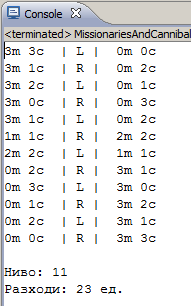 Console
<terminated> MissionariesAndCannibal
3m 3c | L | 0m 0c
3m 1c | R | 0m 2c
3m 2c | L | 0m 1c
3m 0c | R | 0m 3c
3m 1c | L | 0m 2c
1m 1c | R | 2m 2c
2m 2c | L | 1m 1c
0m 2c | R | 3m 1c
0m 3c | L | 3m 0c
0m 1c | R | 3m 2c
0m 2c | L | 3m 1c
0m 0c | R | 3m 3c
Ниво: 11
Разходи: 23 ед.